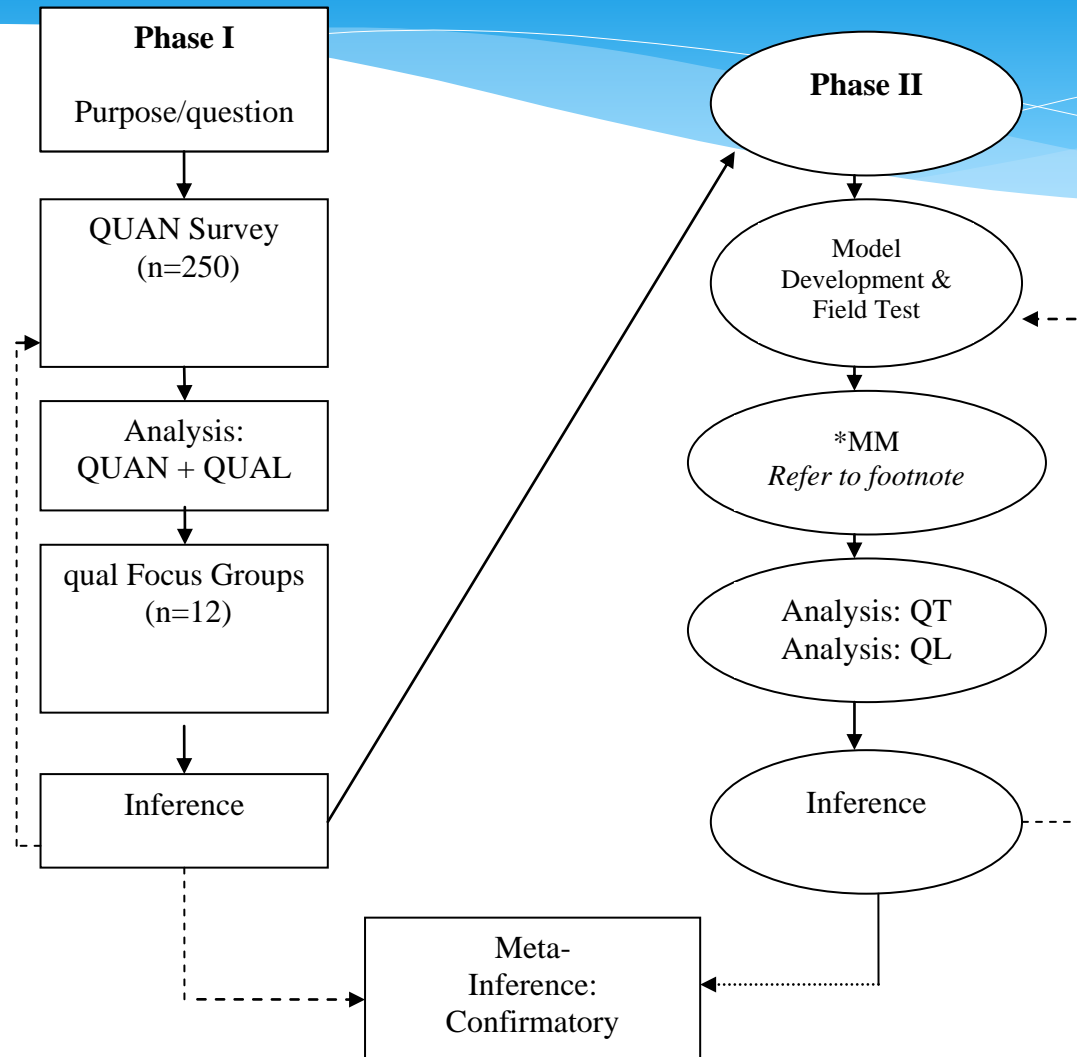 Phase I
Purpose/question
QUAN Survey
(n=250)
Analysis:
QUAN + QUAL
qual Focus Groups
(n=12)
Inference
Phase II
Model
Development &
Field Test
*MM
Refer to footnote
Analysis: QT
Analysis: QL
Inference
Meta-
Inference:
Confirmatory